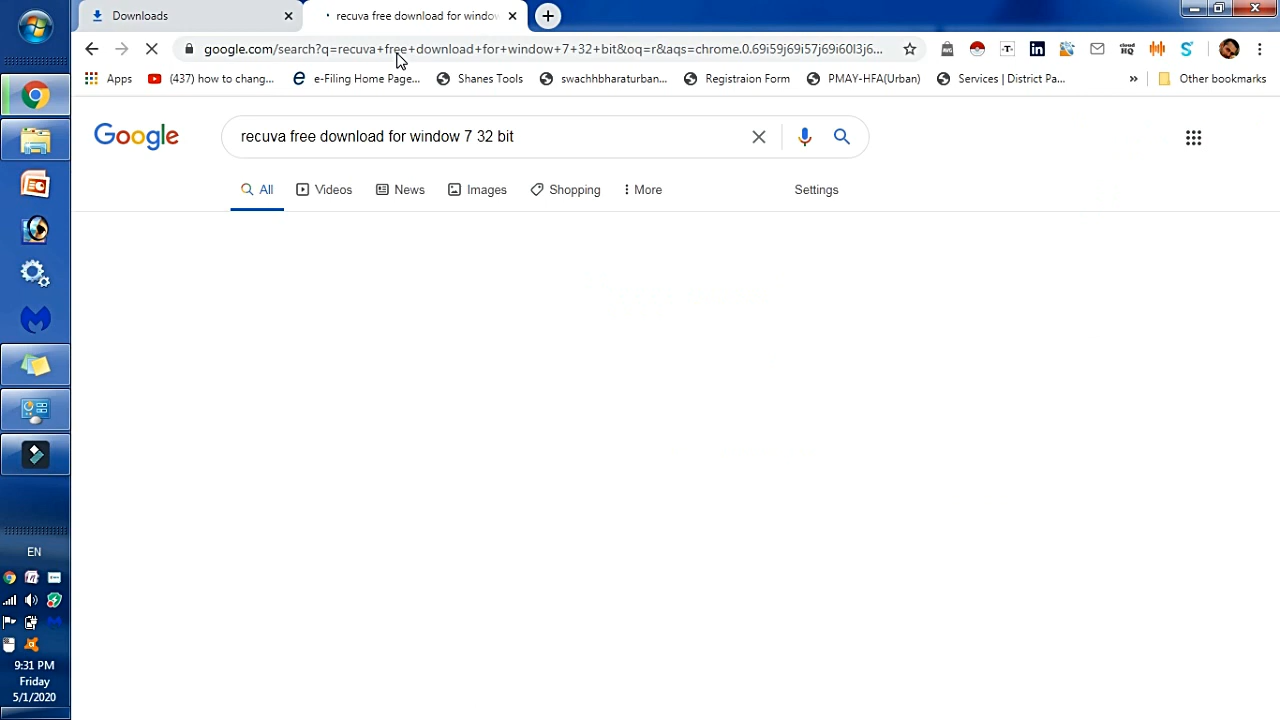 Downloads
recuva free download for window
google.com/search?q=recuva+free+download+for+window+7+32+bit&oq=r&aqs=chrome.0.69i59j69i57j69i60l3j6...
Apps
(437) how to chang...
e-Filing Home Page...
Shanes Tools
swachhbharaturban...
Registraion Form
PMAY-HFA(Urban)
Services | District Pa...
»
Other bookmarks
Google
recuva free download for window 7 32 bit
All
Videos
News
Images
Shopping
More
Settings
EN
9:31 PM
Friday
5/1/2020